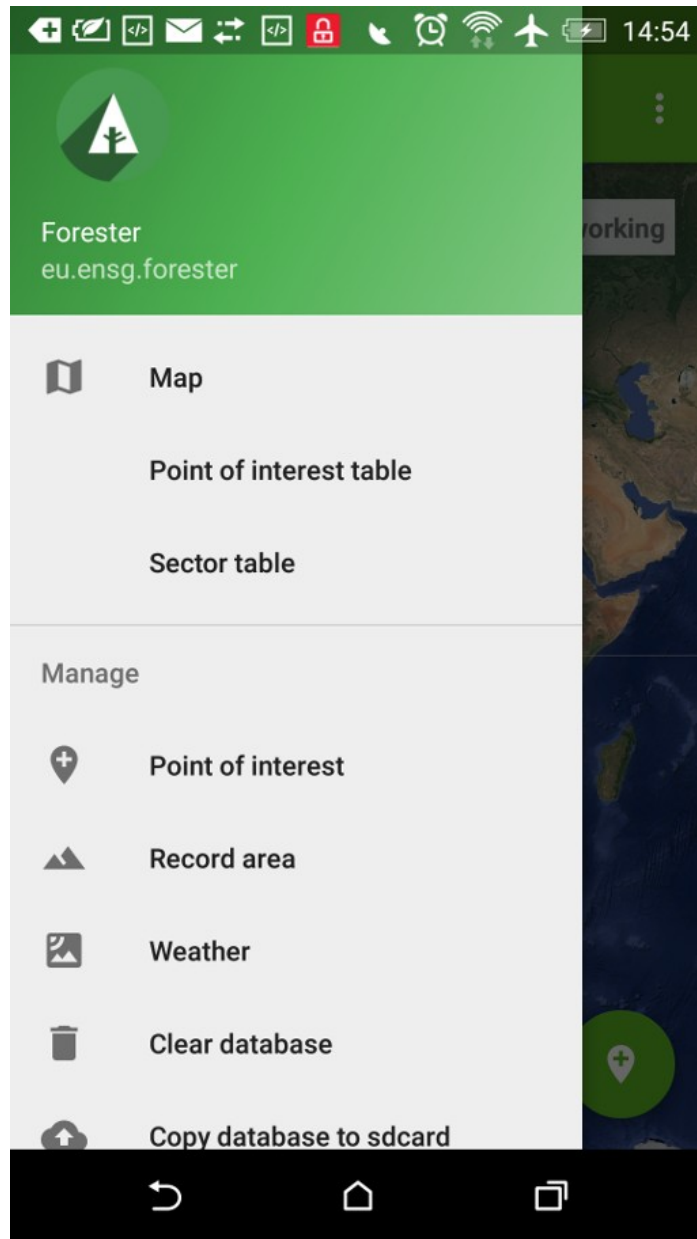 14:54
Forester
eu.ensg.forester
orking
Map
Point of interest table
Sector table
Manage
Point of interest
Record area
Weather
Clear database
Copy database to sdcard